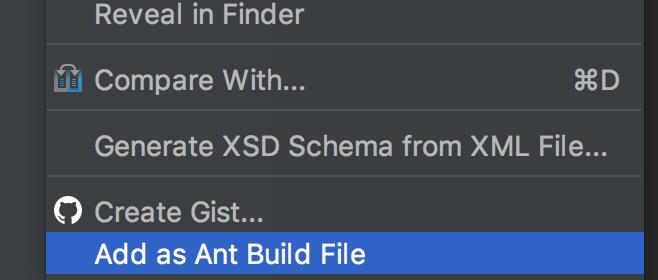 Reveal in Finder
Compare With... ⌘D
Generate XSD Schema from XML File...
Create Gist...
Add as Ant Build File